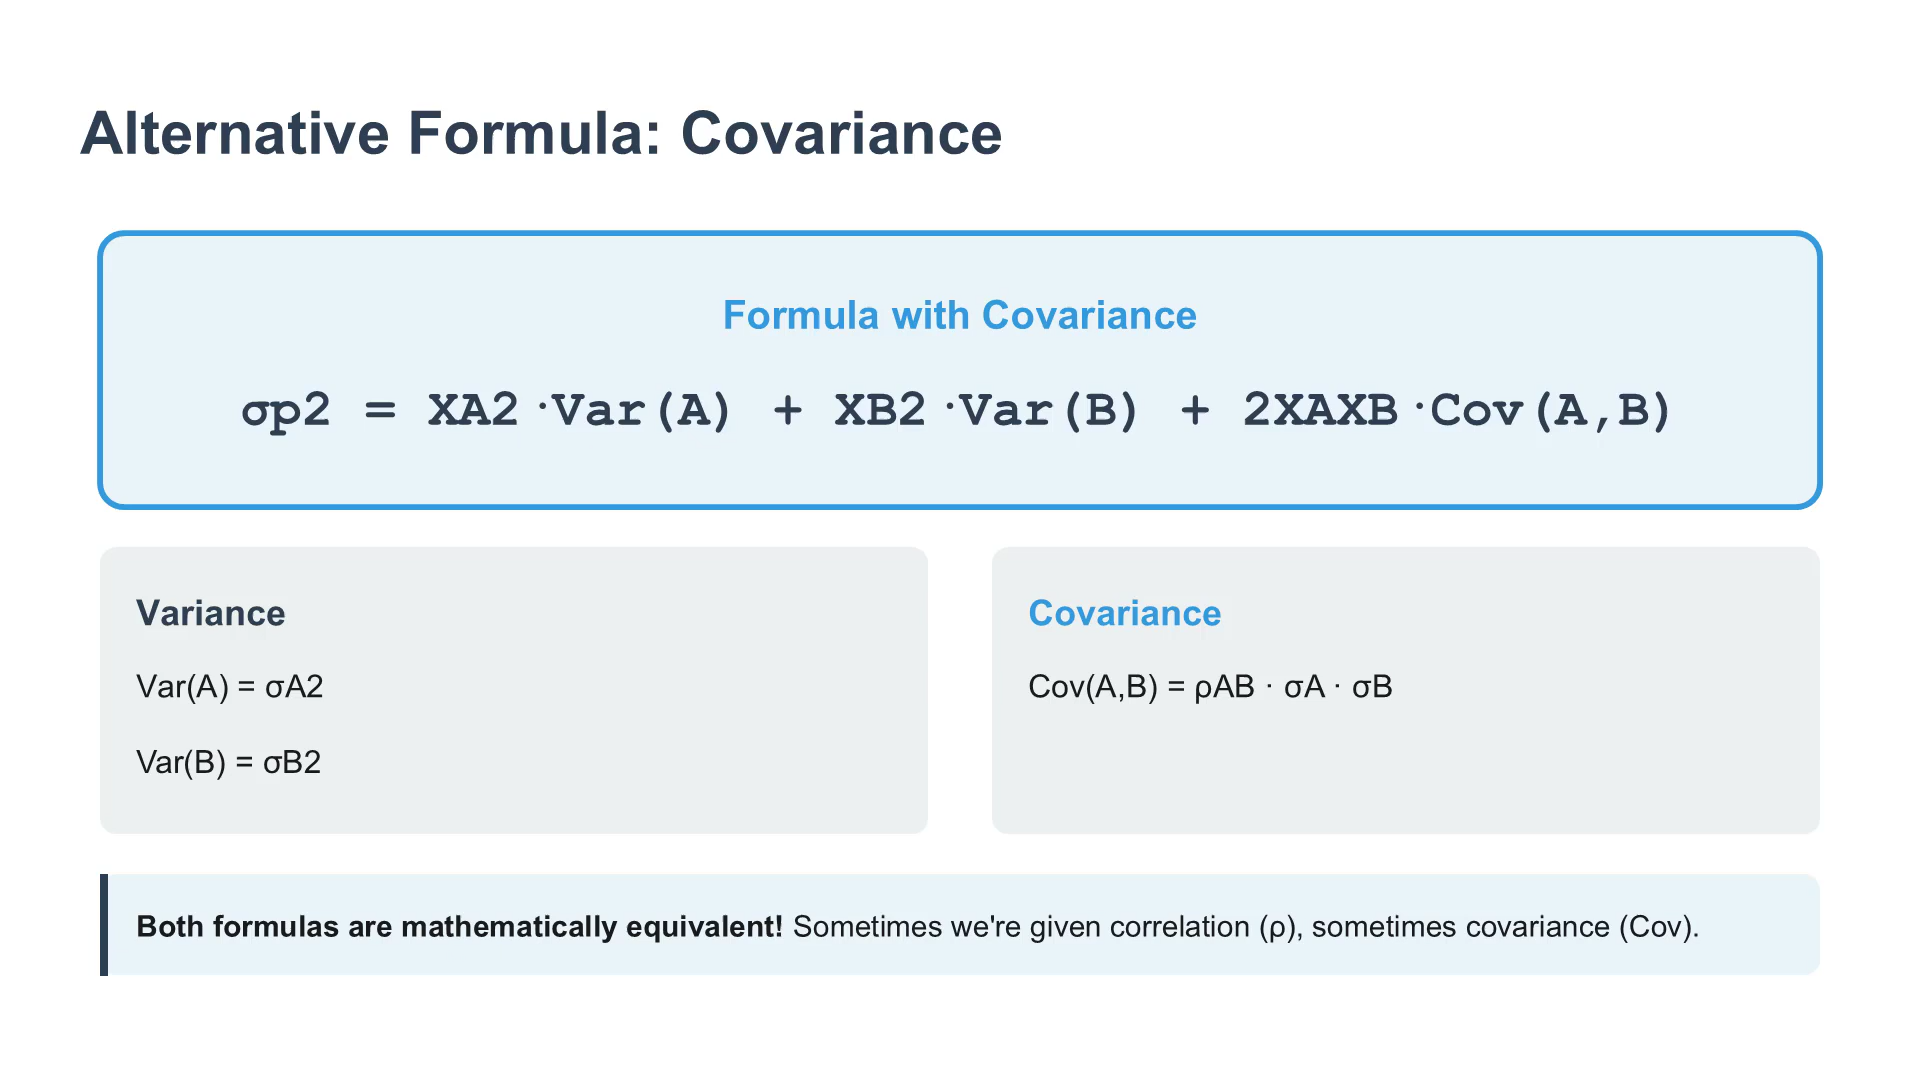 Alternative Formula: Covariance
Formula with Covariance
σp2 = XA2·Var(A) + XB2·Var(B) + 2XAXB·Cov(A,B)
Variance
Var(A) = σA2
Var(B) = σB2
Covariance
Cov(A,B) = ρAB · σA · σB
Both formulas are mathematically equivalent! Sometimes we're given correlation (ρ), sometimes covariance (Cov).